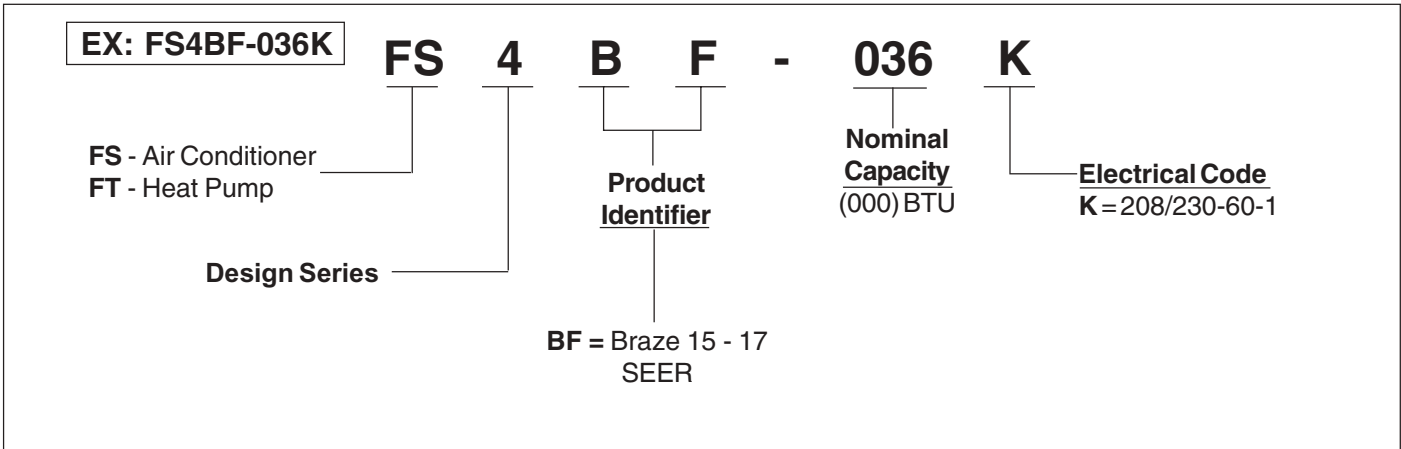 EX: FS4BF-036K
FS 4 B F - 036 K
FS - Air Conditioner
FT - Heat Pump
Design Series
Product
Identifier
BF = Braze 15 - 17
SEER
Nominal
Capacity
(000) BTU
Electrical Code
K = 208/230-60-1